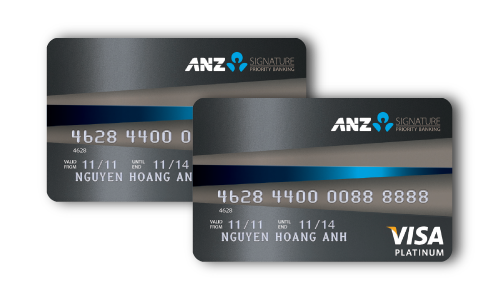 ANZ SIGNATURE
PRIORITY BANKING
4628 4400 0
4628
VALID FROM 11/11 UNTIL END 11/14
NGUYEN HOANG AN
ANZ SIGNATURE
PRIORITY BANKING
4628 4400 0088 8888
4628
VALID FROM 11/11 UNTIL END 11/14
NGUYEN HOANG ANH
VISA
PLATINUM